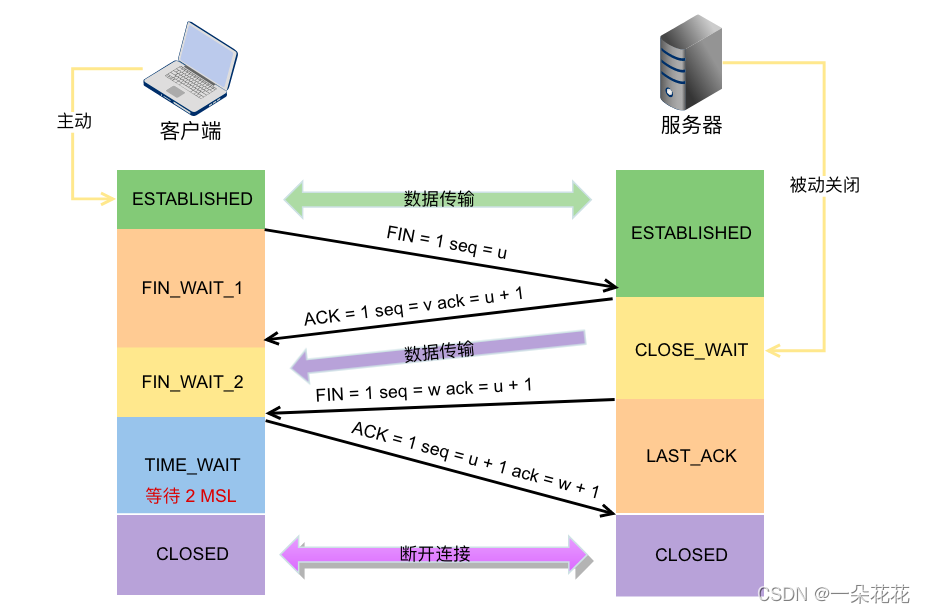 主动
客户端
服务器
被动关闭
ESTABLISHED
数据传输
ESTABLISHED
FIN = 1 seq = u
FIN_WAIT_1
ACK = 1 seq = v ack = u + 1
数据传输
CLOSE_WAIT
FIN_WAIT_2
FIN = 1 seq = w ack = u + 1
ACK = 1 seq = u + 1 ack = w + 1
TIME_WAIT
等待 2 MSL
LAST_ACK
CLOSED
断开连接
CLOSED
CSDN @一朵花花